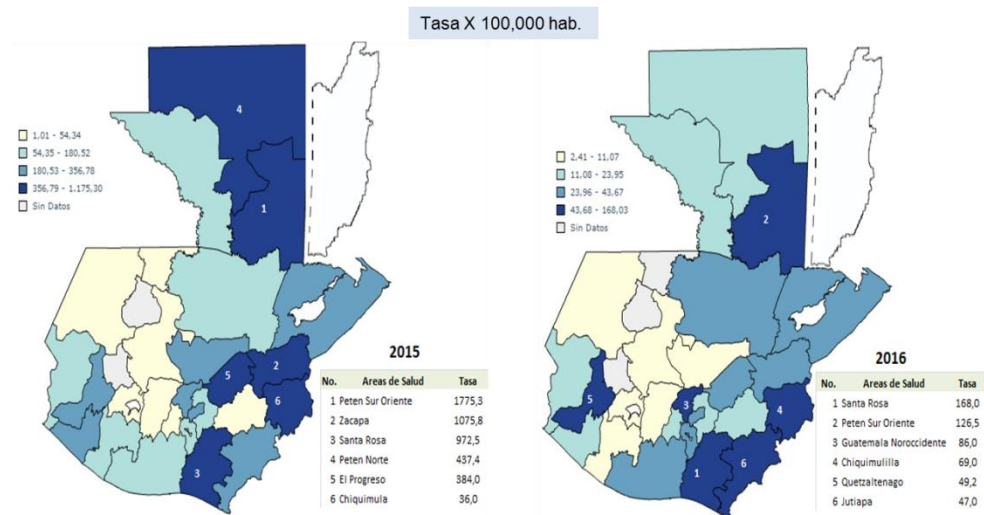 Tasa X 100,000 hab.
4
1,01 - 54,34
54,35 - 180,52
180,53 - 356,78
356,79 - 1.175,30
Sin Datos
1
2
5
6
3
2015
No. Areas de Salud Tasa
1 Peten Sur Oriente 1775,3
2 Zacapa 1075,8
3 Santa Rosa 972,5
4 Peten Norte 437,4
5 El Progreso 384,0
6 Chiquimula 36,0
2,41 - 11,07
11,08 - 23,95
23,96 - 43,67
43,68 - 168,03
Sin Datos
2
5
3
4
1
6
2016
No. Areas de Salud Tasa
1 Santa Rosa 168,0
2 Peten Sur Oriente 126,5
3 Guatemala Noroccidente 86,0
4 Chiquimulilla 69,0
5 Quetzaltenago 49,2
6 Jutiapa 47,0